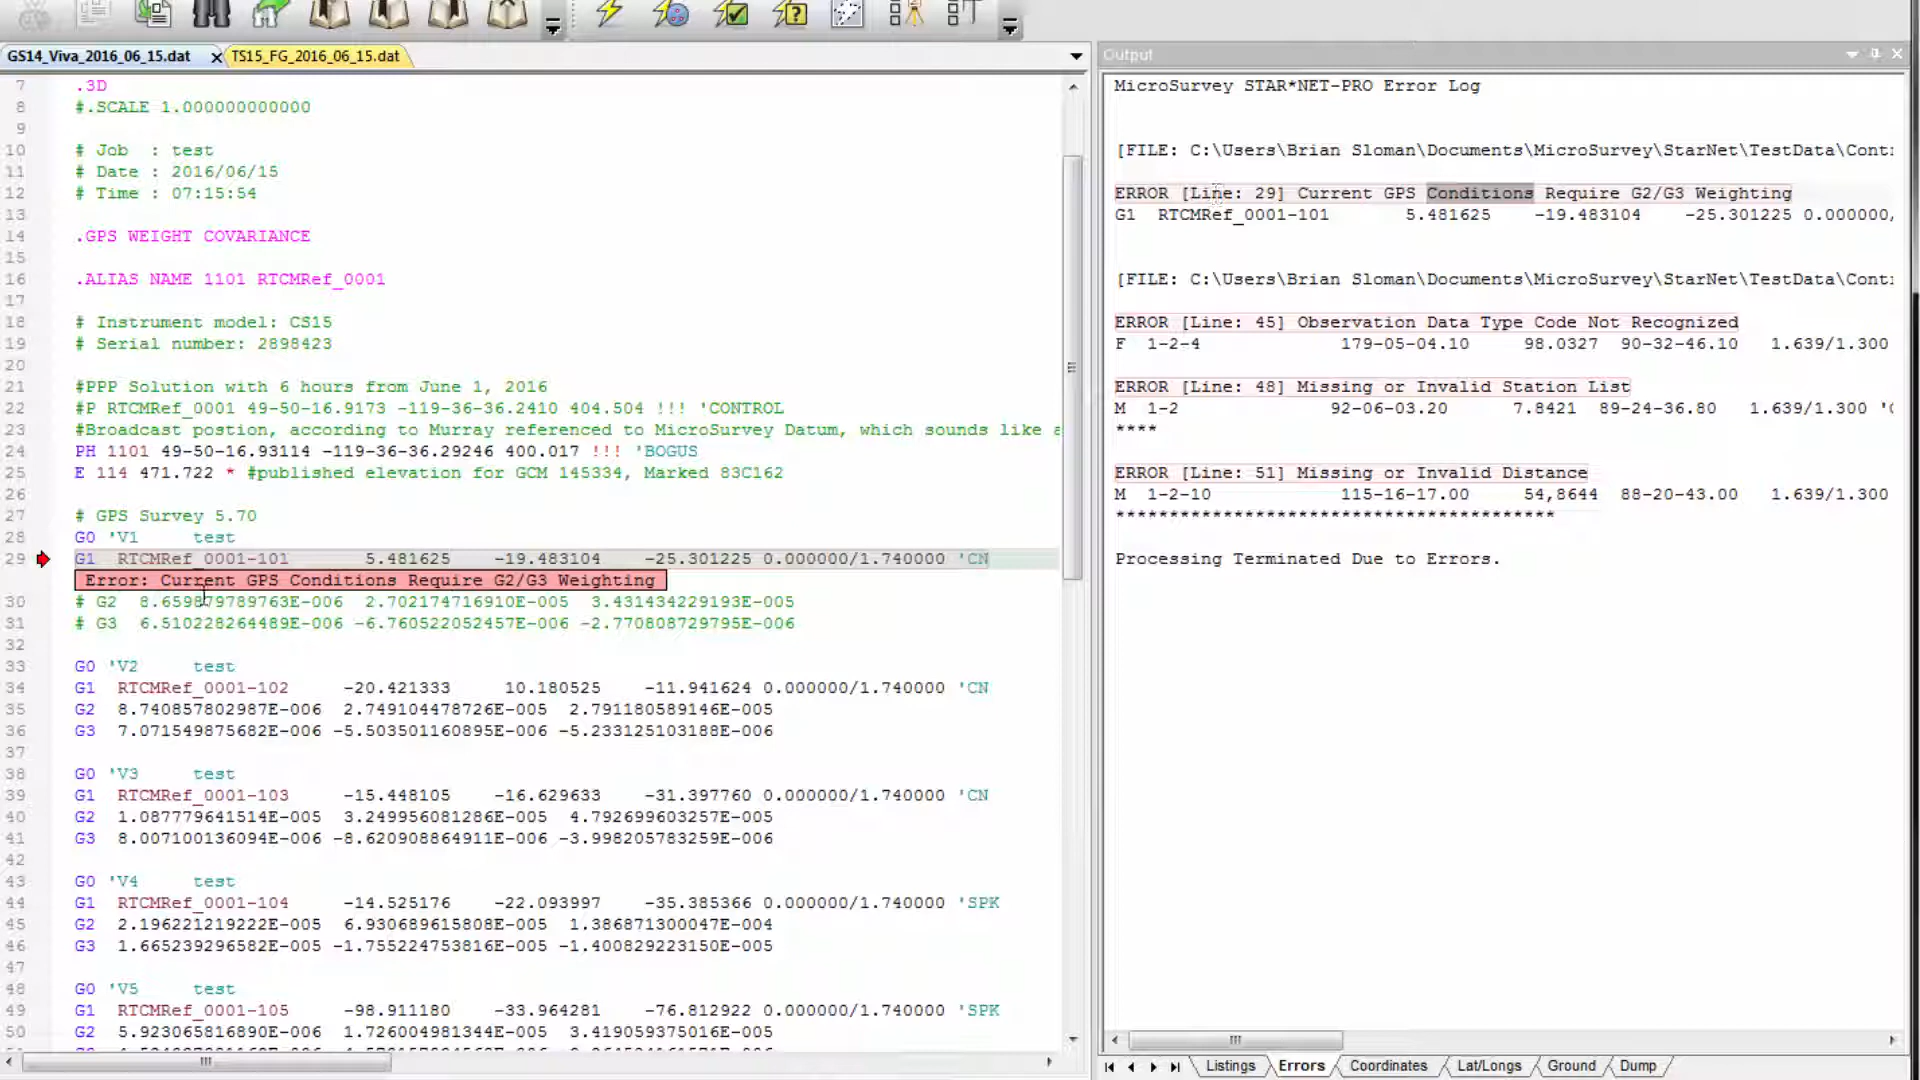 GS14_Viva_2016_06_15.dat
TS15_FG_2016_06_15.dat
7 .3D
8 #.SCALE 1.000000000000
9
10 # Job : test
11 # Date : 2016/06/15
12 # Time : 07:15:54
13
14 .GPS WEIGHT COVARIANCE
15
16 .ALIAS NAME 1101 RTCMRef_0001
17
18 # Instrument model: CS15
19 # Serial number: 2898423
20
21 #PPP Solution with 6 hours from June 1, 2016
22 #P RTCMRef_0001 49-50-16.9173 -119-36-36.2410 404.504 !!! 'CONTROL
23 #Broadcast postion, according to Murray referenced to MicroSurvey Datum, which sounds like a
24 PH 1101 49-50-16.93114 -119-36-36.29246 400.017 !!! 'BOGUS
25 E 114 471.722 * #published elevation for GCM 145334, Marked 83C162
26
27 # GPS Survey 5.70
28 G0 'V1 test
29 G1 RTCMRef_0001-101 5.481625 -19.483104 -25.301225 0.000000/1.740000 'CN
Error: Current GPS Conditions Require G2/G3 Weighting
30 # G2 8.659879789763E-006 2.702174716910E-005 3.431434229193E-005
31 # G3 6.510228264489E-006 -6.760522052457E-006 -2.770808729795E-006
32
33 G0 'V2 test
34 G1 RTCMRef_0001-102 -20.421333 10.180525 -11.941624 0.000000/1.740000 'CN
35 G2 8.740857802987E-006 2.749104478726E-005 2.791180589146E-005
36 G3 7.071549875682E-006 -5.503501160895E-006 -5.233125103188E-006
37
38 G0 'V3 test
39 G1 RTCMRef_0001-103 -15.448105 -16.629633 -31.397760 0.000000/1.740000 'CN
40 G2 1.087779641514E-005 3.249956081286E-005 4.792699603257E-005
41 G3 8.007100136094E-006 -8.620908864911E-006 -3.998205783259E-006
42
43 G0 'V4 test
44 G1 RTCMRef_0001-104 -14.525176 -22.093997 -35.385366 0.000000/1.740000 'SPK
45 G2 2.196221219222E-005 6.930689615808E-005 1.386871300047E-004
46 G3 1.665239296582E-005 -1.755224753816E-005 -1.400829223150E-005
47
48 G0 'V5 test
49 G1 RTCMRef_0001-105 -98.911180 -33.964281 -76.812922 0.000000/1.740000 'SPK
50 G2 5.923065816890E-006 1.726004981344E-005 3.419059375016E-005
Output
MicroSurvey STAR*NET-PRO Error Log
[FILE: C:\Users\Brian Sloman\Documents\MicroSurvey\StarNet\TestData\Cont
ERROR [Line: 29] Current GPS Conditions Require G2/G3 Weighting
G1 RTCMRef_0001-101 5.481625 -19.483104 -25.301225 0.000000/
[FILE: C:\Users\Brian Sloman\Documents\MicroSurvey\StarNet\TestData\Cont
ERROR [Line: 45] Observation Data Type Code Not Recognized
F 1-2-4 179-05-04.10 98.0327 90-32-46.10 1.639/1.300
ERROR [Line: 48] Missing or Invalid Station List
M 1-2 92-06-03.20 7.8421 89-24-36.80 1.639/1.300 '
****
ERROR [Line: 51] Missing or Invalid Distance
M 1-2-10 115-16-17.00 54,8644 88-20-43.00 1.639/1.300
*****************************************
Processing Terminated Due to Errors.
Listings Errors Coordinates Lat/Longs Ground Dump